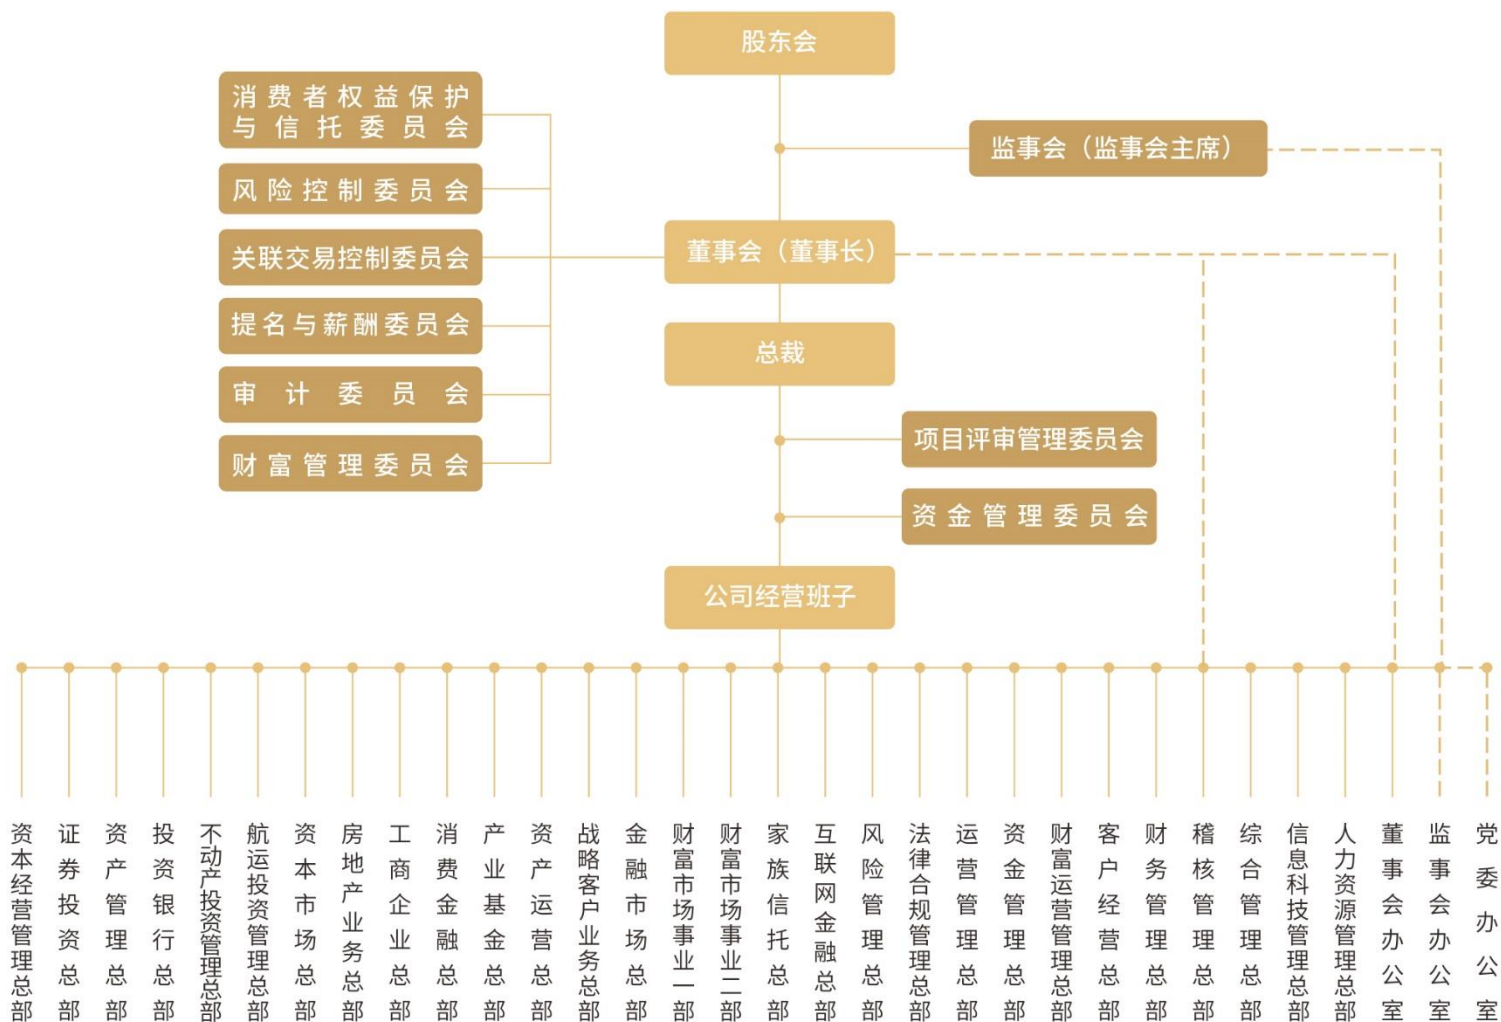 股东会
消费者权益保护
与信托委员会
监事会（监事会主席）
风险控制委员会
董事会（董事长）
关联交易控制委员会
提名与薪酬委员会
总裁
审计委员会
项目评审管理委员会
财富管理委员会
资金管理委员会
公司经营班子
资本经营管理总部
证券投资总部
资产管理总部
投资银行总部
不动产投资管理总部
航运投资管理总部
资本市场总部
房地产业务总部
工商企业总部
消费金融总部
产业基金总部
资产运营总部
战略客户业务总部
金融市场总部
财富市场事业一部
财富市场事业二部
家族信托总部
互联网金融总部
风险管理总部
法律合规管理总部
运营管理总部
资金管理总部
财富运营管理总部
客户经营总部
财务管理总部
稽核管理总部
综合管理总部
信息科技管理总部
人力资源管理总部
董事会办公室
监事会办公室
党委办公室